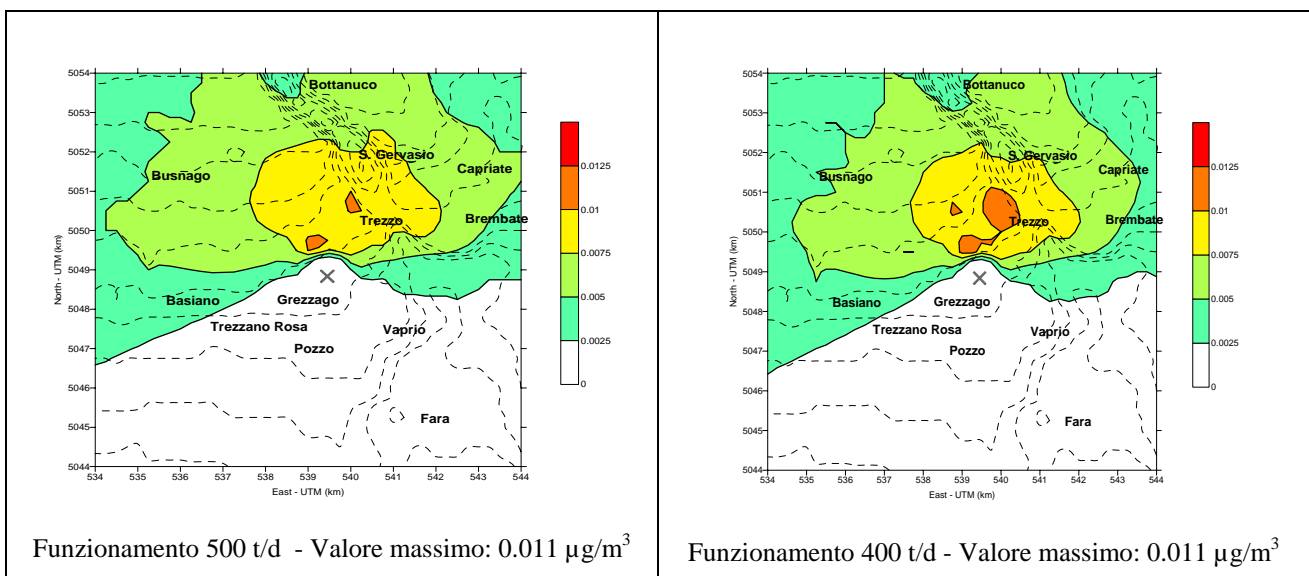 5054
5053
5052
5051
5050
5049
5048
5047
5046
5045
5044
North - UTM (km)
534 535 536 537 538 539 540 541 542 543 544
East - UTM (km)
Bottanuco
S. Gervasio
Busnago
Capriate
Trezzo
Brembate
Basiano
Grezzago
Trezzano Rosa
Vaprio
Pozzo
Fara
0.0125
0.01
0.0075
0.005
0.0025
0
Funzionamento 500 t/d - Valore massimo: 0.011 µg/m³
5054
5053
5052
5051
5050
5049
5048
5047
5046
5045
5044
North - UTM (km)
534 535 536 537 538 539 540 541 542 543 544
East - UTM (km)
Bottanuco
S. Gervasio
Busnago
Capriate
Trezzo
Brembate
Basiano
Grezzago
Trezzano Rosa
Vaprio
Pozzo
Fara
0.0125
0.01
0.0075
0.005
0.0025
0
Funzionamento 400 t/d - Valore massimo: 0.011 µg/m³